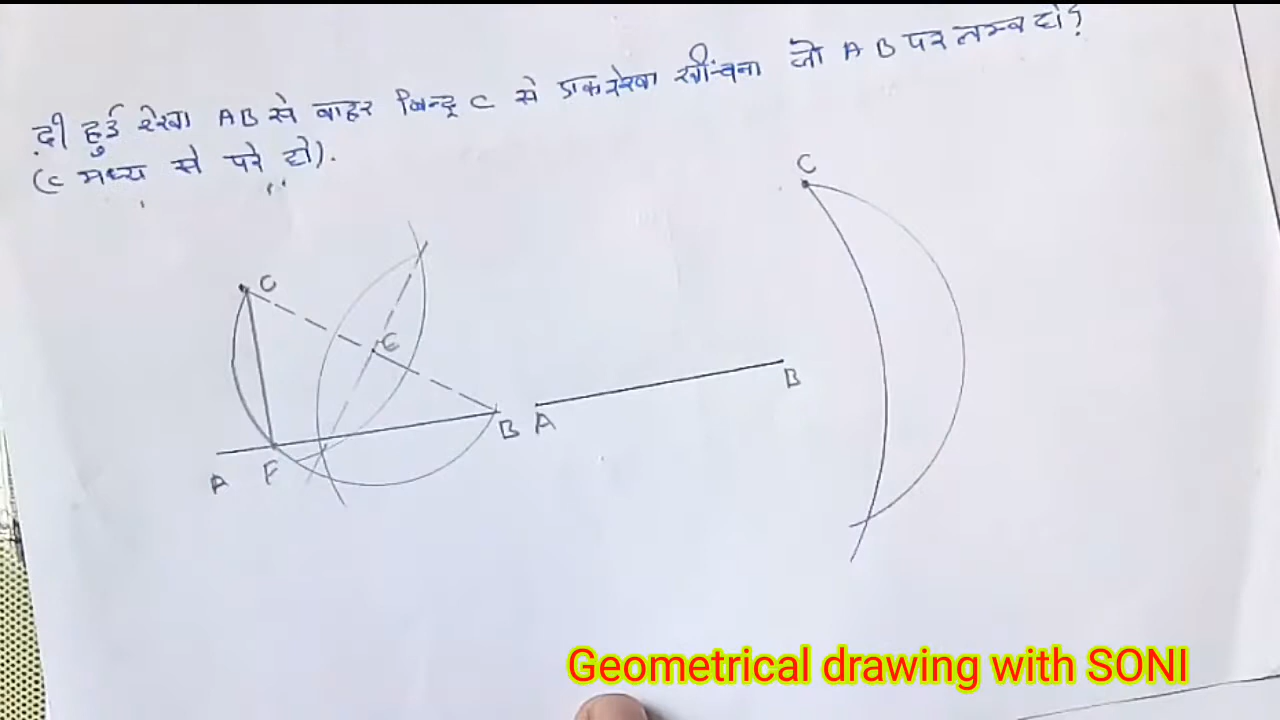 दी हुई रेखा AB से बाहर बिन्दू C से एक रेखा खींचना जो AB पर लम्ब हो?
(C मध्य से परे हो).
C
C
E
B
A
B
A
F
Geometrical drawing with SONI